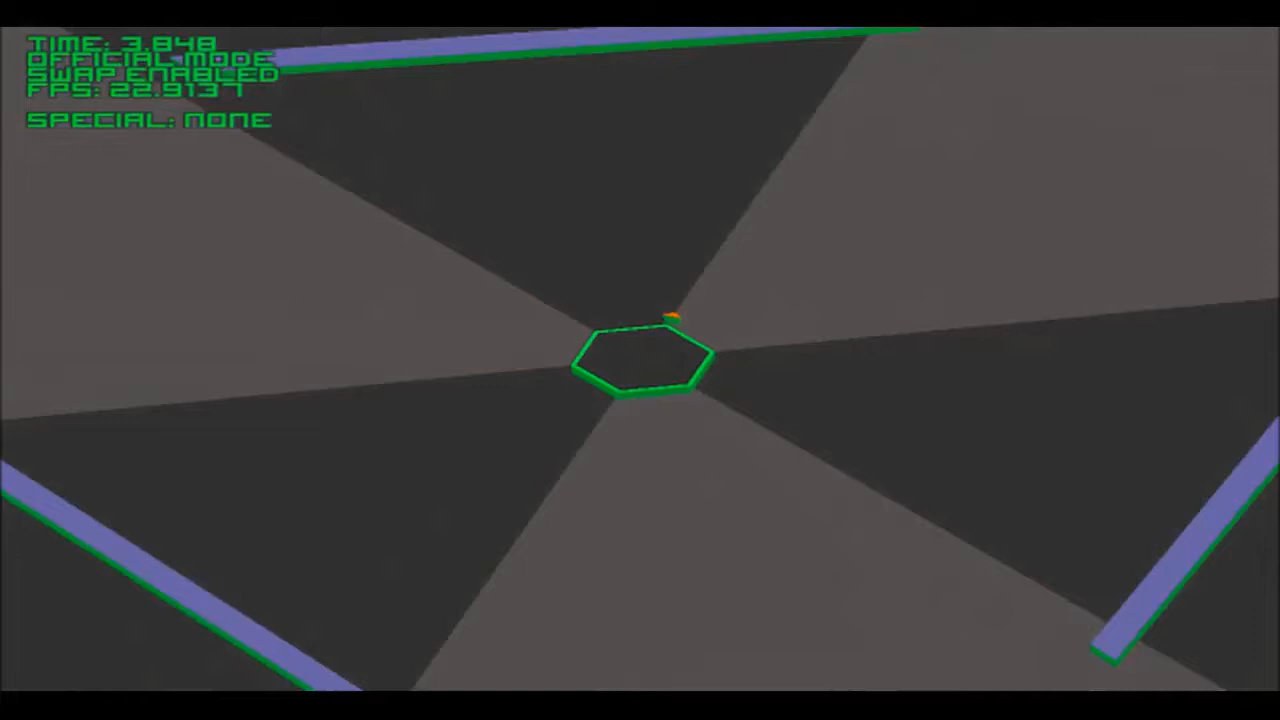 TIME: 3.848
OFFICIAL MODE
SWAP ENABLED
FPS: 22.9137
SPECIAL: NONE